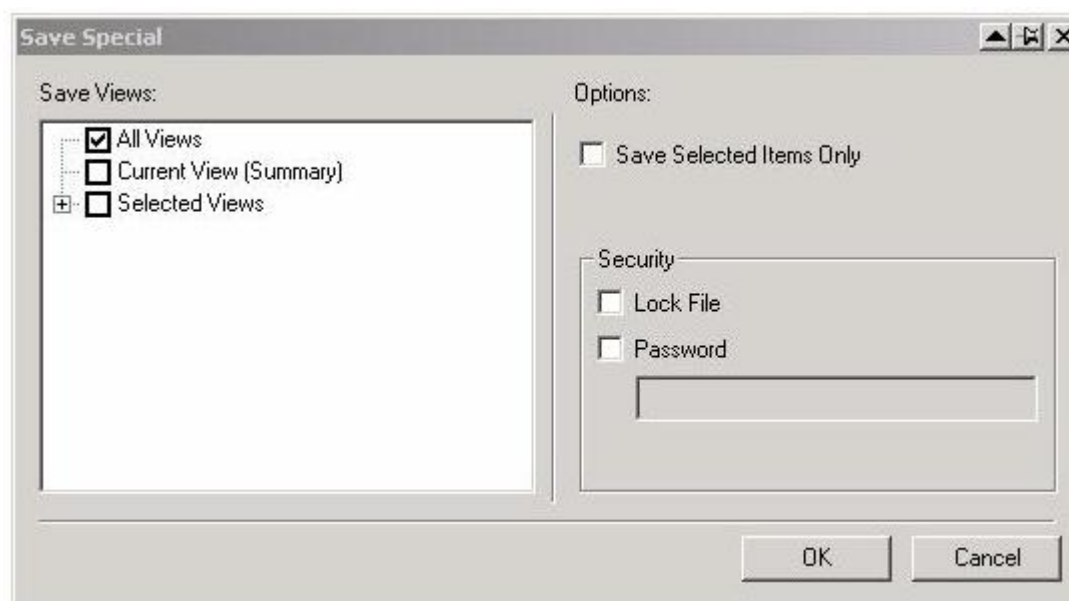 Save Special
Save Views:
All Views
Current View (Summary)
Selected Views
Options:
Save Selected Items Only
Security
Lock File
Password
OK
Cancel